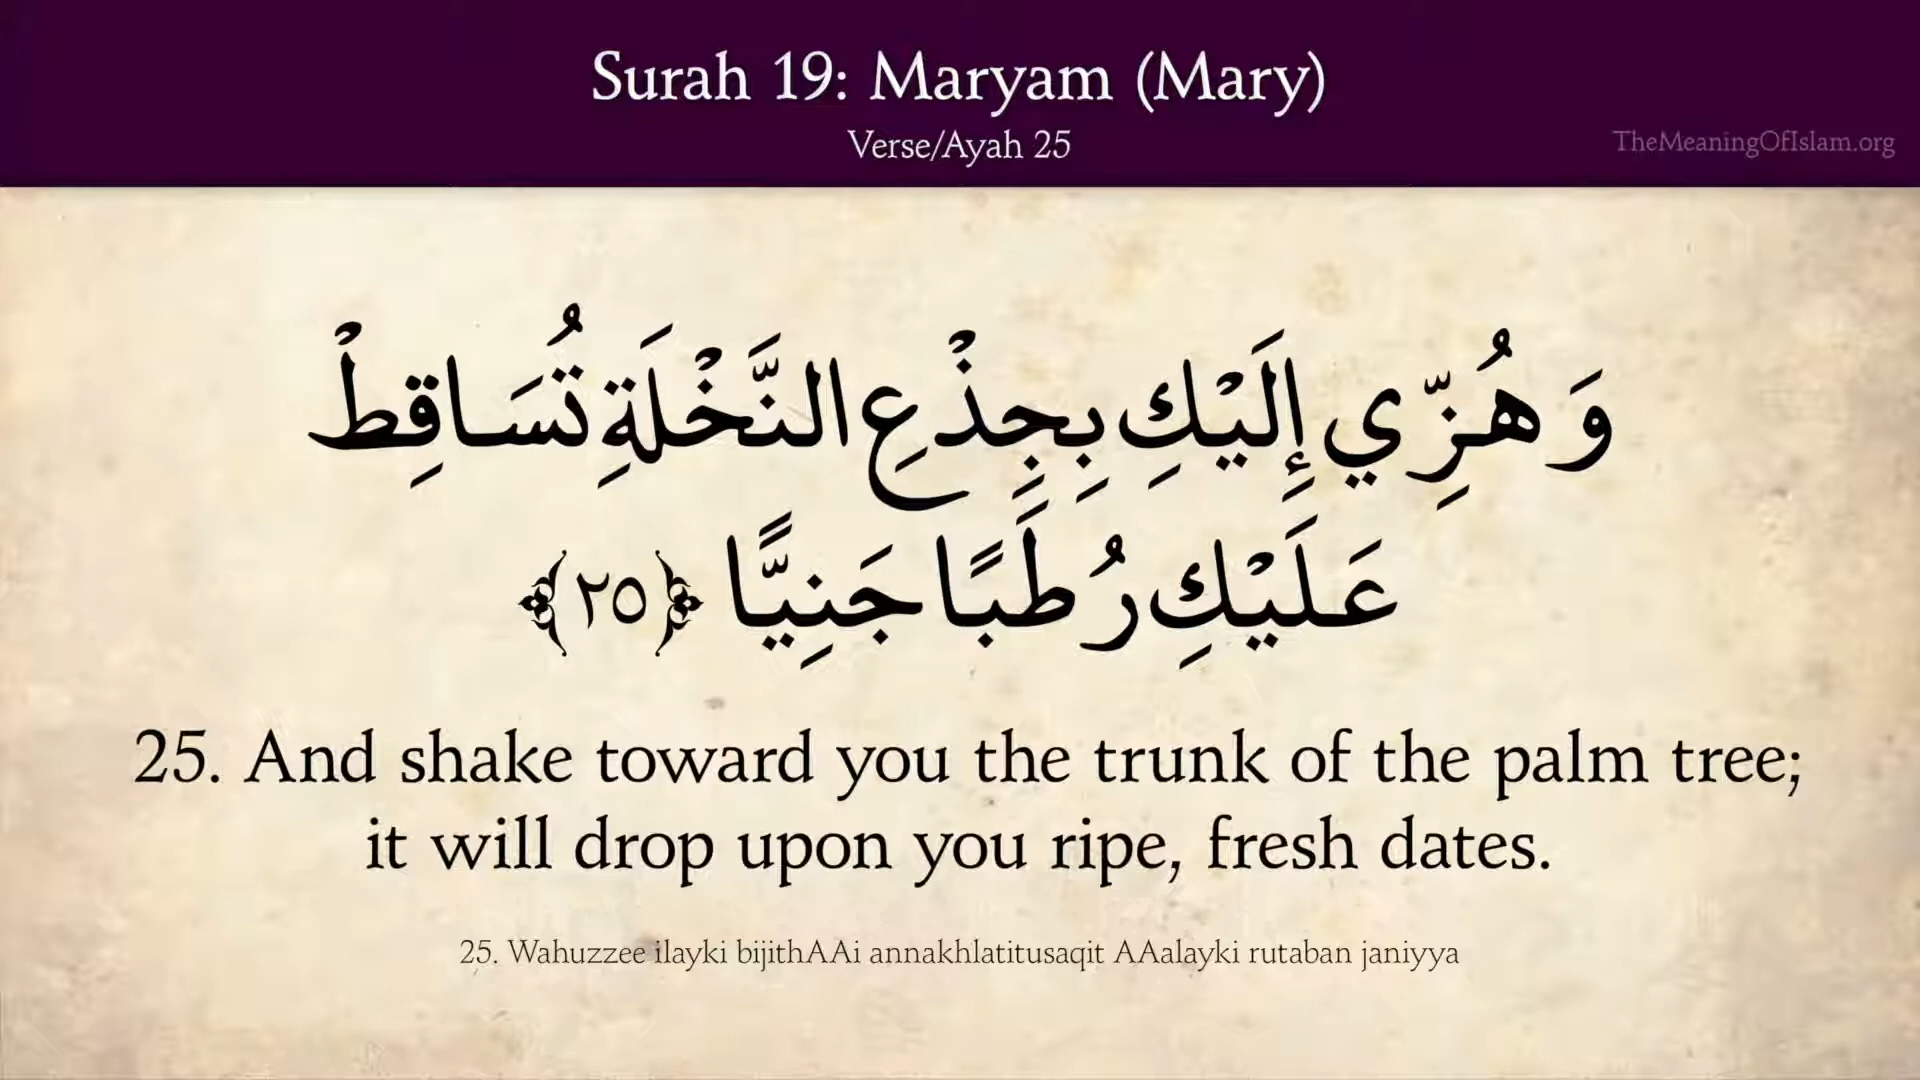 Surah 19: Maryam (Mary)
Verse/Ayah 25
TheMeaningOfIslam.org
وَهُزِّي إِلَيْكِ بِجِذْعِ النَّخْلَةِ تُسَاقِطْ
عَلَيْكِ رُطَبًا جَنِيًّا ﴿٢٥﴾
25. And shake toward you the trunk of the palm tree;
it will drop upon you ripe, fresh dates.
25. Wahuzzee ilayki bijithAAi annakhlatitusaqit AAalayki rutaban janiyya